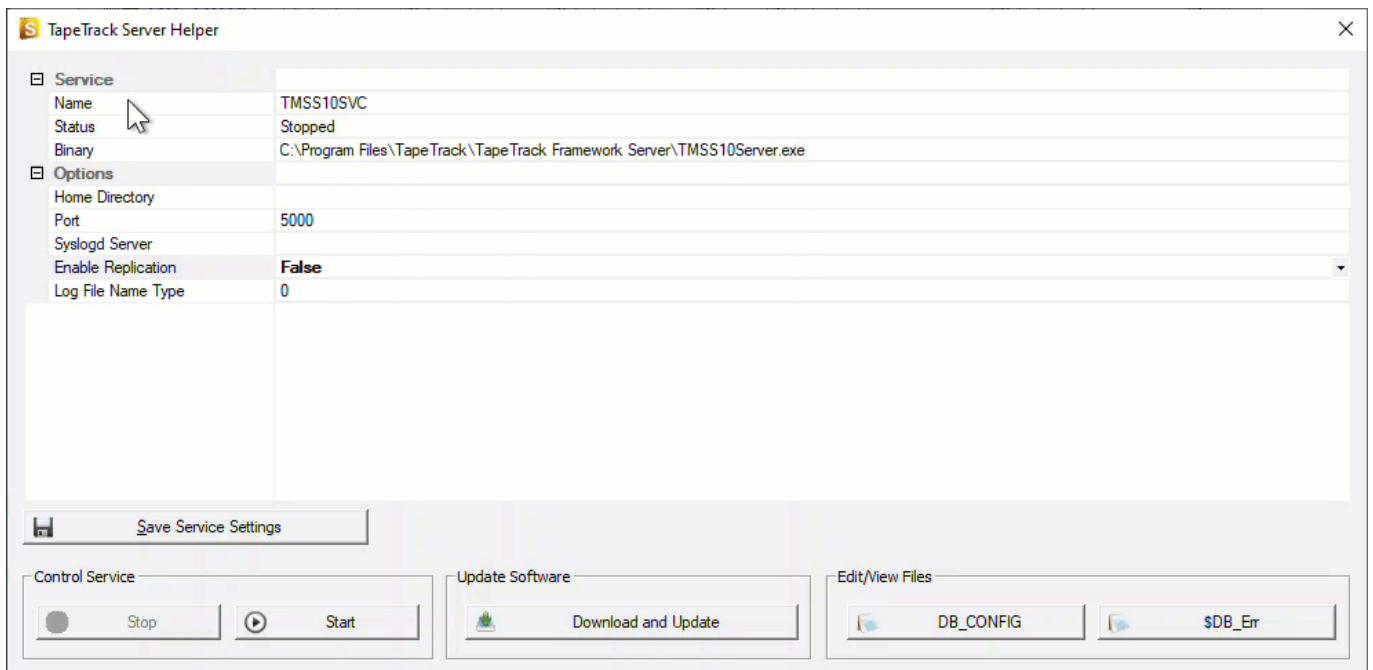 TapeTrack Server Helper
Service
Name TMSS10SVC
Status Stopped
Binary C:\Program Files\TapeTrack\TapeTrack Framework Server\TMSS10Server.exe
Options
Home Directory
Port 5000
Syslogd Server
Enable Replication False
Log File Name Type 0
Save Service Settings
Control Service Update Software Edit/View Files
Stop Start Download and Update DB_CONFIG $DB_Err